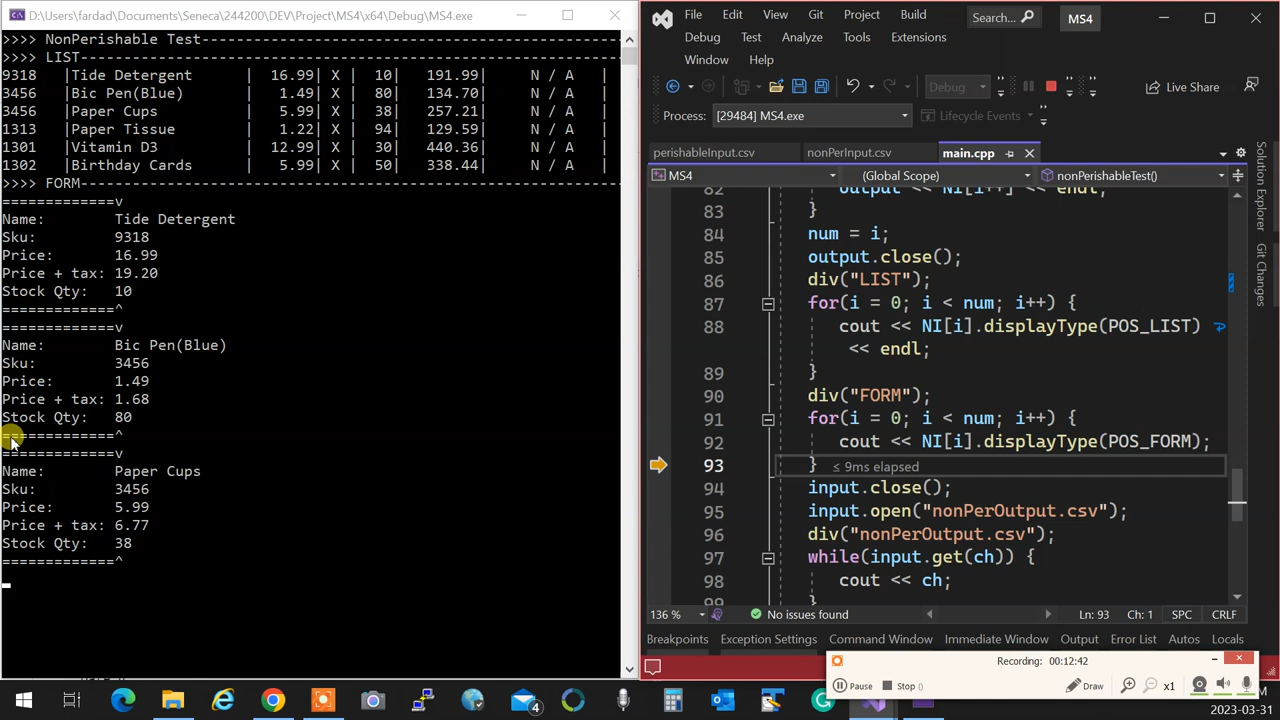 D:\Users\fardad\Documents\Seneca\244200\DEV\Project\MS4\x64\Debug\MS4.exe
>>>> NonPerishable Test-----------------------------------------------
>>>> LIST-------------------------------------------------------------
9318   |Tide Detergent      |  16.99| X |  10|   191.99|     N / A   |
3456   |Bic Pen(Blue)       |   1.49| X |  80|   134.70|     N / A   |
3456   |Paper Cups          |   5.99| X |  38|   257.21|     N / A   |
1313   |Paper Tissue        |   1.22| X |  94|   129.59|     N / A   |
1301   |Vitamin D3          |  12.99| X |  30|   440.36|     N / A   |
1302   |Birthday Cards      |   5.99| X |  50|   338.44|     N / A   |
>>>> FORM-------------------------------------------------------------
=============v
Name:        Tide Detergent
Sku:         9318
Price:       16.99
Price + tax: 19.20
Stock Qty:   10
=============^
=============v
Name:        Bic Pen(Blue)
Sku:         3456
Price:       1.49
Price + tax: 1.68
Stock Qty:   80
=============^
=============v
Name:        Paper Cups
Sku:         3456
Price:       5.99
Price + tax: 6.77
Stock Qty:   38
=============^
File Edit View Git Project Build Search... MS4
Debug Test Analyze Tools Extensions
Window Help
Debug Live Share
Process: [29484] MS4.exe Lifecycle Events
perishableInput.csv nonPerInput.csv main.cpp
MS4 (Global Scope) nonPerishableTest()
82 output << NI[i++] << endl;
83 }
84 num = i;
85 output.close();
86 div("LIST");
87 for(i = 0; i < num; i++) {
88 cout << NI[i].displayType(POS_LIST)
<< endl;
89 }
90 div("FORM");
91 for(i = 0; i < num; i++) {
92 cout << NI[i].displayType(POS_FORM);
93 } ≤ 9ms elapsed
94 input.close();
95 input.open("nonPerOutput.csv");
96 div("nonPerOutput.csv");
97 while(input.get(ch)) {
98 cout << ch;
99 }
136 % No issues found Ln: 93 Ch: 1 SPC CRLF
Breakpoints Exception Settings Command Window Immediate Window Output Error List Autos Locals
Solution Explorer
Git Changes
Recording: 00:12:42
Pause Stop () Draw x1
4
2023-03-31